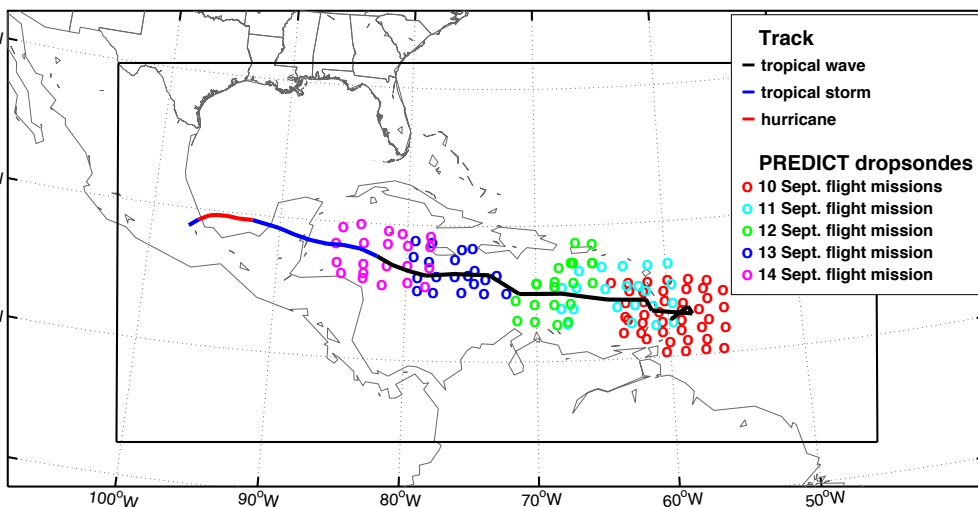 Track
tropical wave
tropical storm
hurricane
PREDICT dropsondes
o 10 Sept. flight missions
o 11 Sept. flight mission
o 12 Sept. flight mission
o 13 Sept. flight mission
o 14 Sept. flight mission
100°W 90°W 80°W 70°W 60°W 50°W